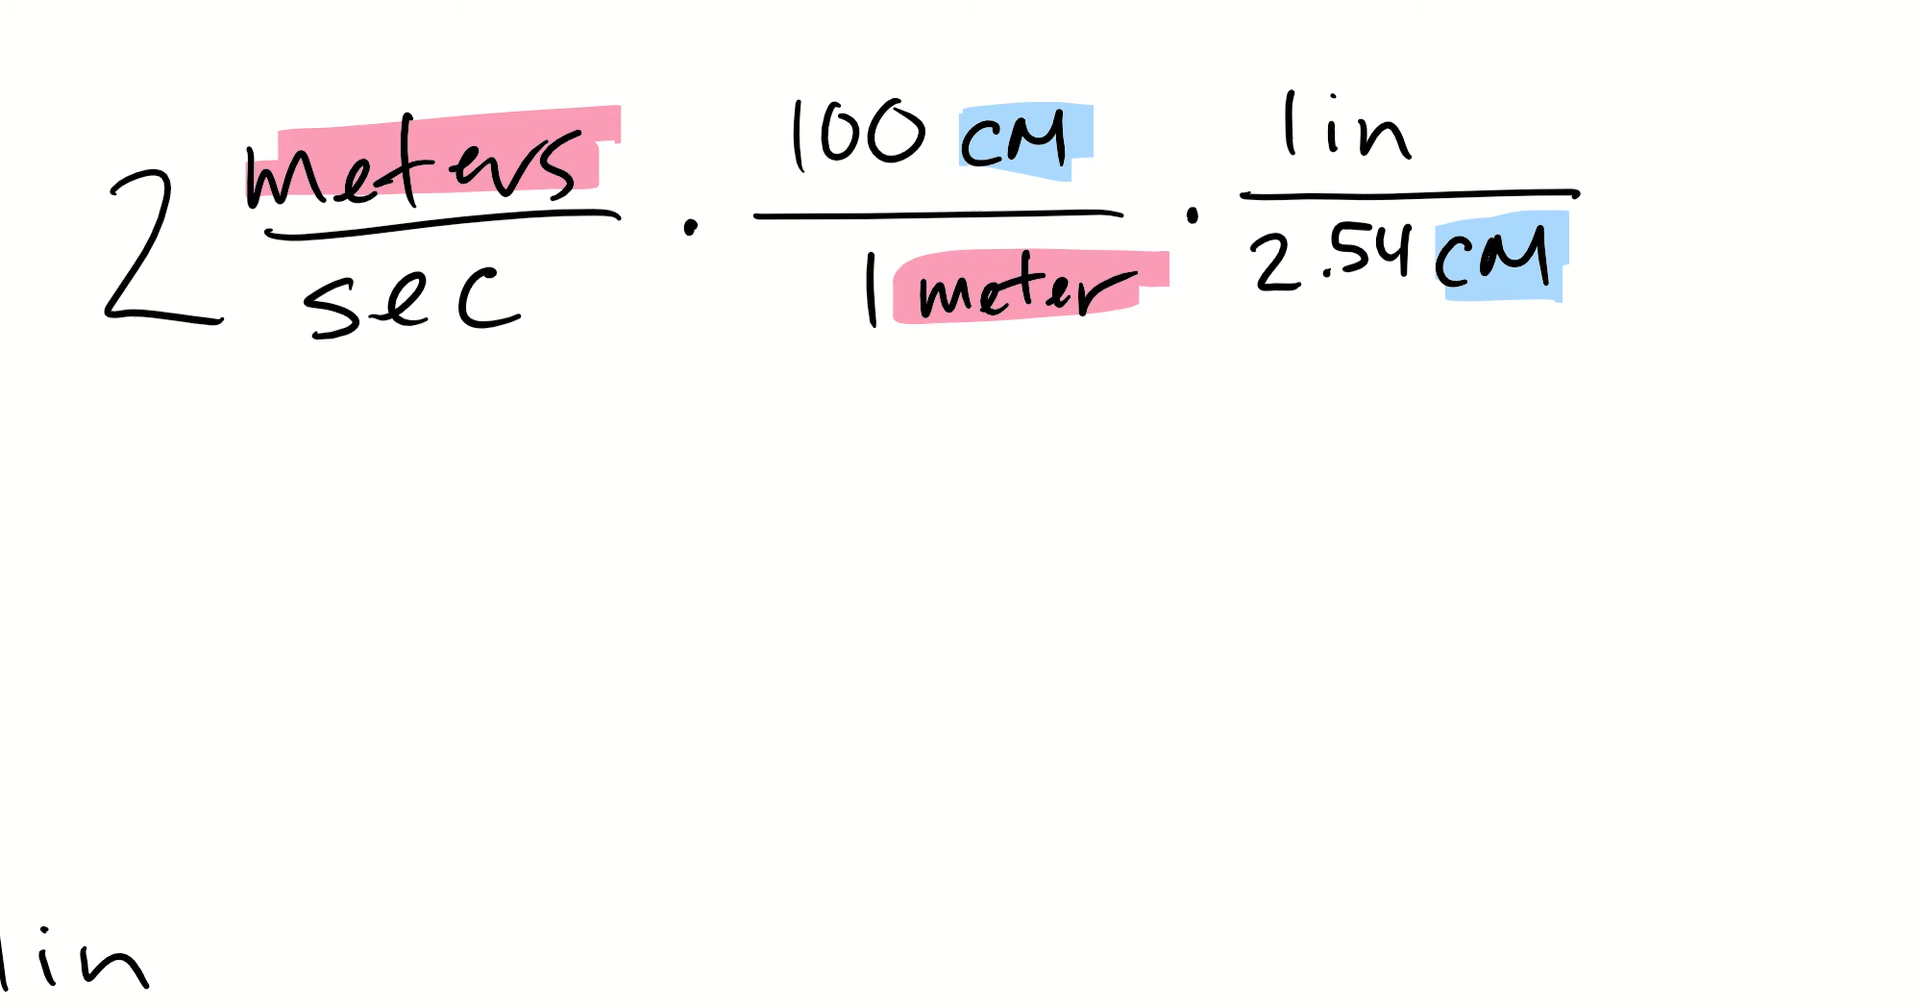 2 meters/sec · 100 cm/1 meter · 1 in/2.54 cm
1 in